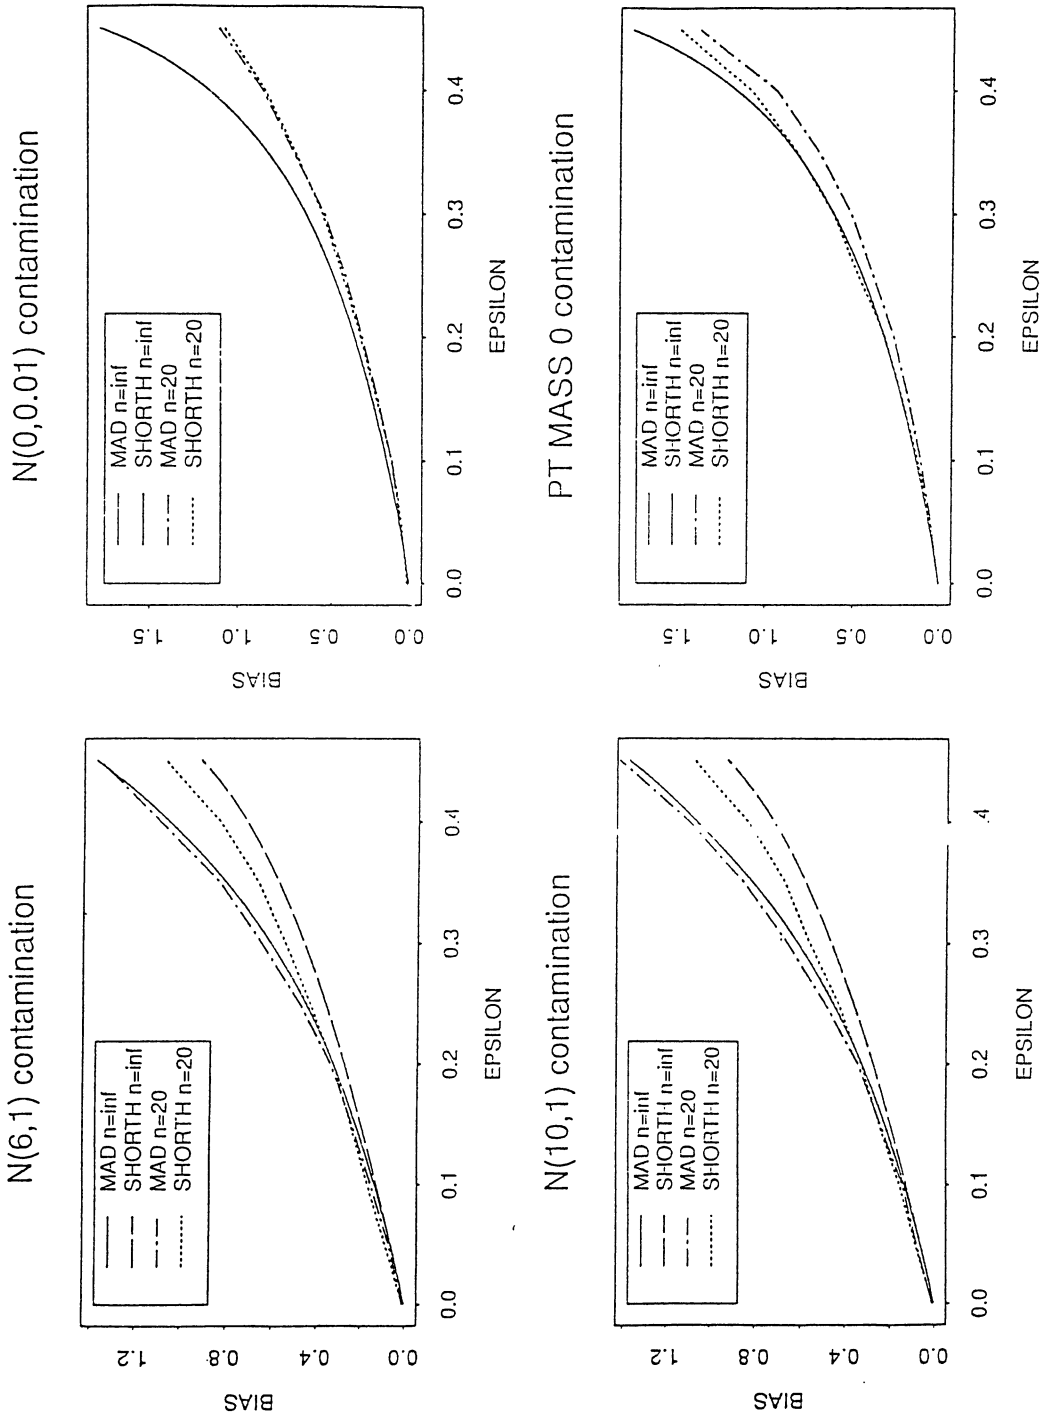 N(6,1) contamination
MAD n=inf
SHORTH n=inf
MAD n=20
SHORTH n=20
BIAS
0.0
0.4
0.8
1.2
0.0
0.1
0.2
0.3
0.4
EPSILON
N(0,0.01) contamination
MAD n=inf
SHORTH n=inf
MAD n=20
SHORTH n=20
BIAS
0.0
0.5
1.0
1.5
0.0
0.1
0.2
0.3
0.4
EPSILON
N(10,1) contamination
MAD n=inf
SHORTH n=inf
MAD n=20
SHORTH n=20
BIAS
0.0
0.4
0.8
1.2
0.0
0.1
0.2
0.3
.4
EPSILON
PT MASS 0 contamination
MAD n=inf
SHORTH n=inf
MAD n=20
SHORTH n=20
BIAS
0.0
0.5
1.0
1.5
0.0
0.1
0.2
0.3
0.4
EPSILON